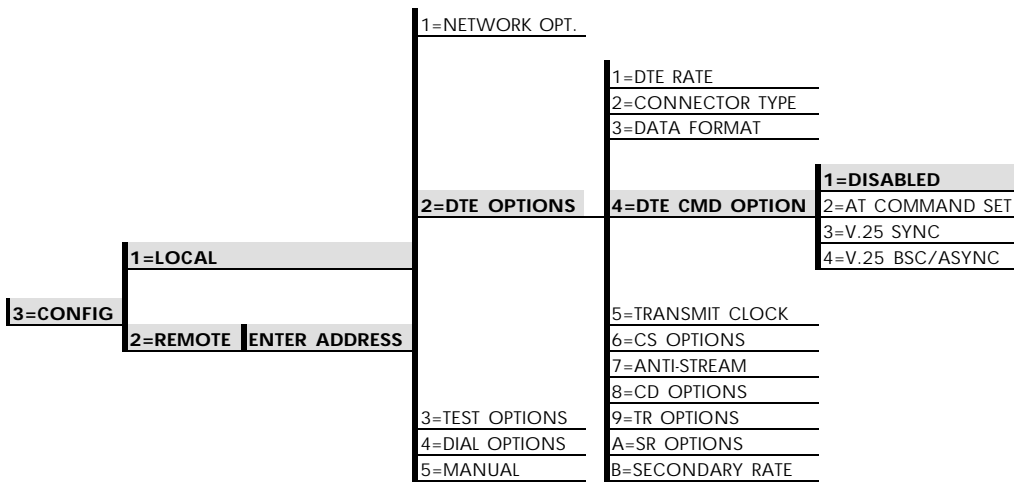 1=NETWORK OPT.
1=DTE RATE
2=CONNECTOR TYPE
3=DATA FORMAT
1=DISABLED
2=DTE OPTIONS
4=DTE CMD OPTION
2=AT COMMAND SET
3=V.25 SYNC
1=LOCAL
4=V.25 BSC/ASYNC
3=CONFIG
5=TRANSMIT CLOCK
2=REMOTE
ENTER ADDRESS
6=CS OPTIONS
7=ANTI-STREAM
8=CD OPTIONS
3=TEST OPTIONS
9=TR OPTIONS
4=DIAL OPTIONS
A=SR OPTIONS
5=MANUAL
B=SECONDARY RATE